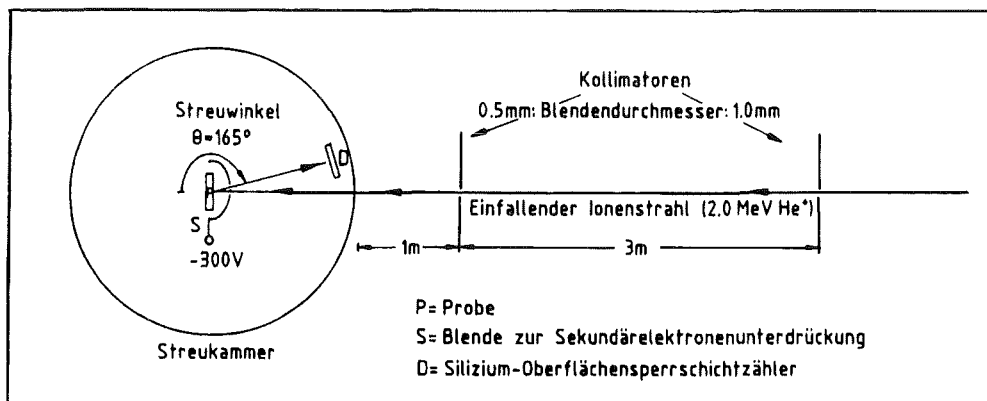 Kollimatoren
0.5mm: Blendendurchmesser: 1.0mm
Streuwinkel
θ=165°
S
-300V
Einfallender Ionenstrahl (2.0 MeV He⁺)
1m
3m
Streukammer
P= Probe
S= Blende zur Sekundärelektronenunterdrückung
D= Silizium-Oberflächensperrschichtzähler